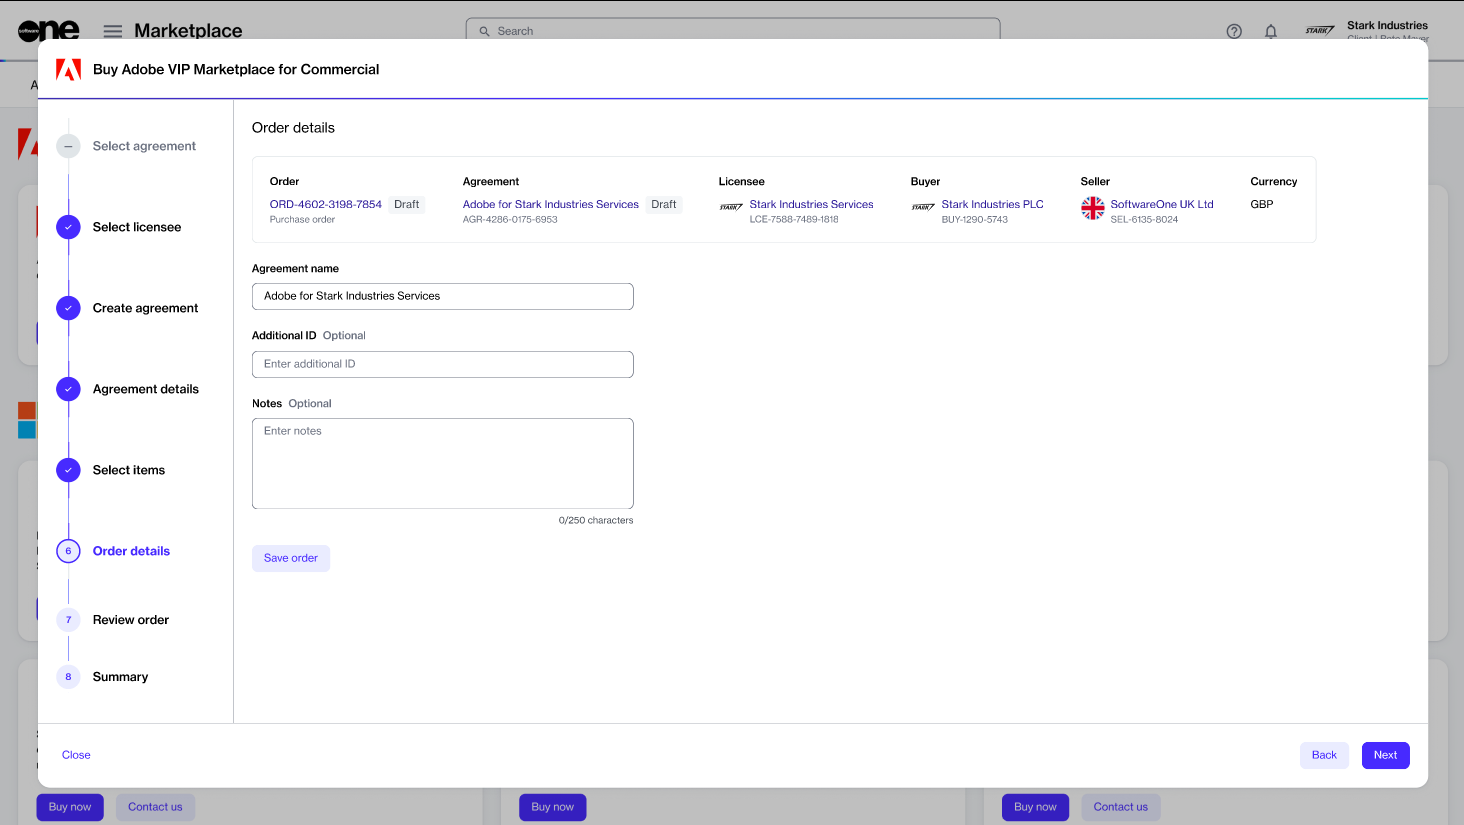 software
one
Marketplace
Search
STARK
Stark Industries
Client | Pete Mayer
A
Buy Adobe VIP Marketplace for Commercial
Select agreement
Select licensee
Create agreement
Agreement details
Select items
6 Order details
7 Review order
8 Summary
Order details
Order Agreement Licensee Buyer Seller Currency
ORD-4602-3198-7854 Draft Adobe for Stark Industries Services Draft STARK Stark Industries Services STARK Stark Industries PLC SoftwareOne UK Ltd GBP
Purchase order AGR-4286-0175-6953 LCE-7588-7489-1818 BUY-1290-5743 SEL-6135-8024
Agreement name
Adobe for Stark Industries Services
Additional ID Optional
Enter additional ID
Notes Optional
Enter notes
0/250 characters
Save order
Close Back Next
Buy now Contact us Buy now Buy now Contact us